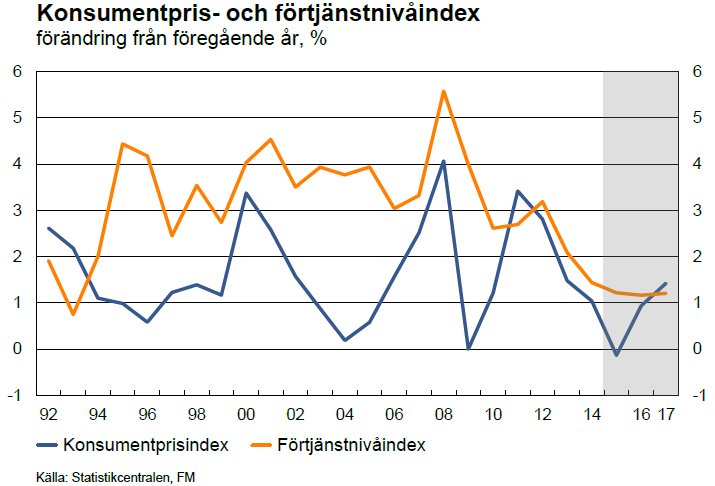 Konsumentpris- och förtjänstnivåindex
förändring från föregående år, %
6 6
5 5
4 4
3 3
2 2
1 1
0 0
-1 -1
92 94 96 98 00 02 04 06 08 10 12 14 16 17
Konsumentprisindex Förtjänstnivåindex
Källa: Statistikcentralen, FM